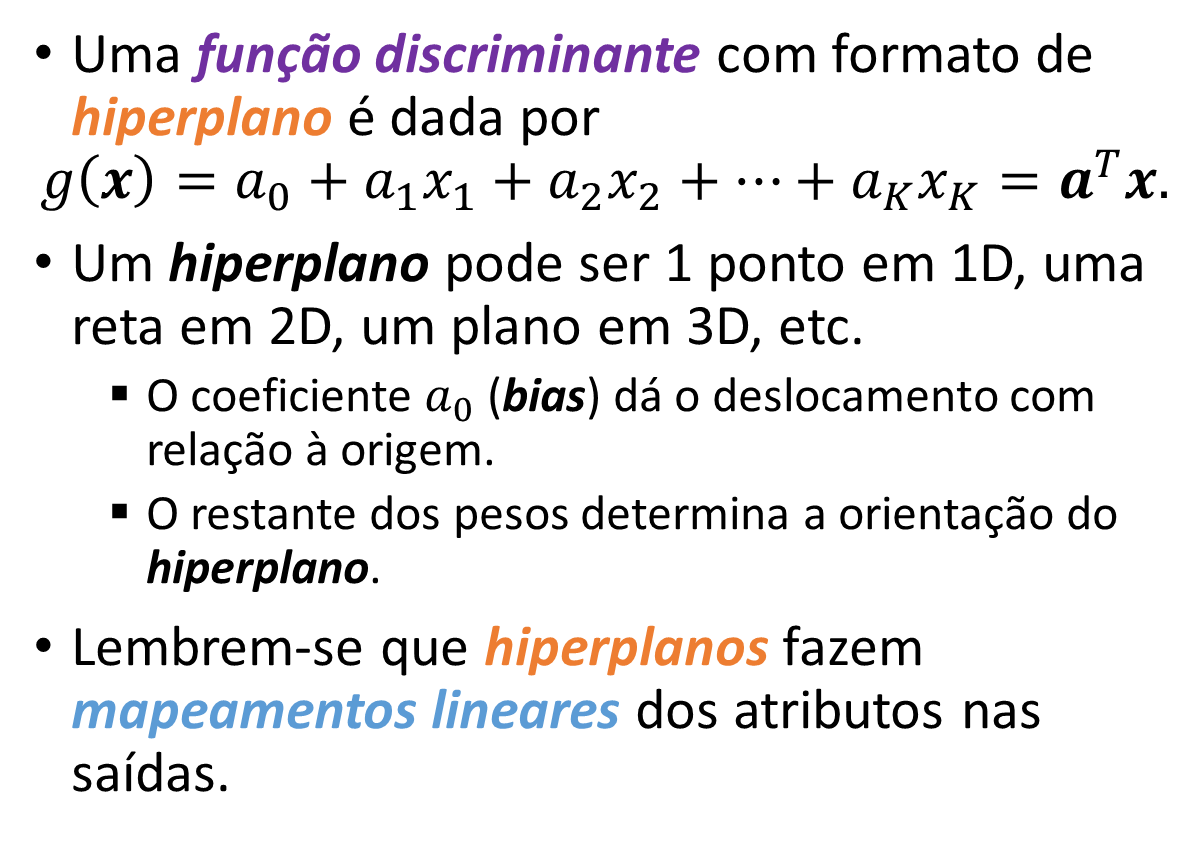 • Uma função discriminante com formato de
hiperplano é dada por
g(x) = a₀ + a₁x₁ + a₂x₂ + ⋯ + a_K x_K = aᵀx.
• Um hiperplano pode ser 1 ponto em 1D, uma
reta em 2D, um plano em 3D, etc.
▪ O coeficiente a₀ (bias) dá o deslocamento com
relação à origem.
▪ O restante dos pesos determina a orientação do
hiperplano.
• Lembrem-se que hiperplanos fazem
mapeamentos lineares dos atributos nas
saídas.